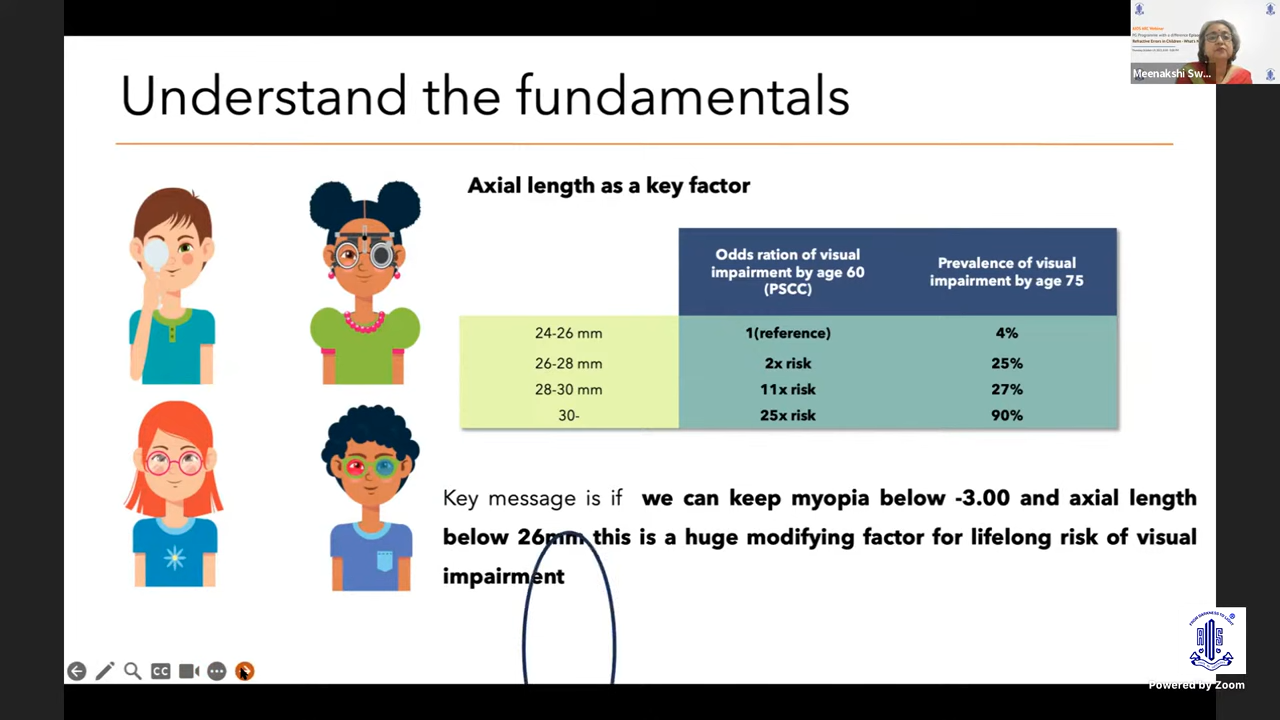 Understand the fundamentals
Axial length as a key factor
Odds ration of visual
impairment by age 60
(PSCC)
Prevalence of visual
impairment by age 75
24-26 mm 1(reference) 4%
26-28 mm 2x risk 25%
28-30 mm 11x risk 27%
30- 25x risk 90%
Key message is if we can keep myopia below -3.00 and axial length
below 26mm this is a huge modifying factor for lifelong risk of visual
impairment
CC
Meenakshi Sw...
Powered by Zoom